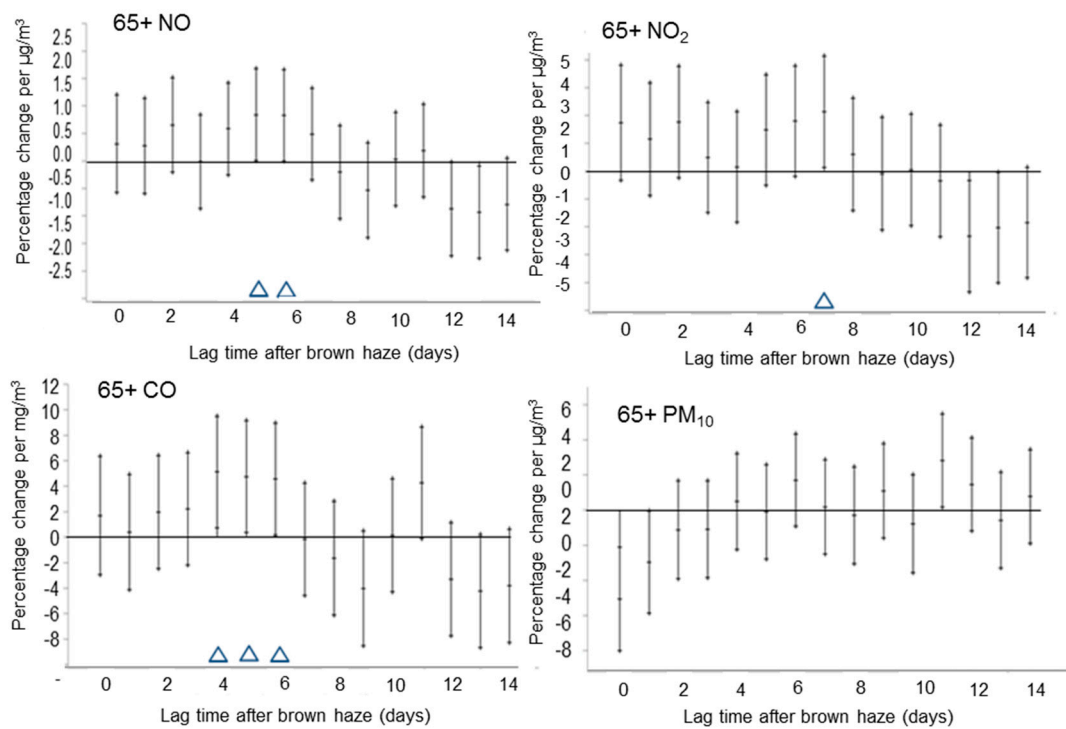 65+ NO
Percentage change per µg/m³
2.5
2.0
1.5
1.0
0.5
0.0
-0.5
-1.0
-1.5
-2.0
-2.5
0 2 4 6 8 10 12 14
Lag time after brown haze (days)
65+ NO₂
Percentage change per µg/m³
5
4
3
2
1
0
-1
-2
-3
-4
-5
0 2 4 6 8 10 12 14
Lag time after brown haze (days)
65+ CO
Percentage change per mg/m³
12
10
8
6
4
2
0
-2
-4
-6
-8
-
0 2 4 6 8 10 12 14
Lag time after brown haze (days)
65+ PM₁₀
Percentage change per µg/m³
6
4
2
0
2
0
-2
-4
-6
-8
0 2 4 6 8 10 12 14
Lag time after brown haze (days)